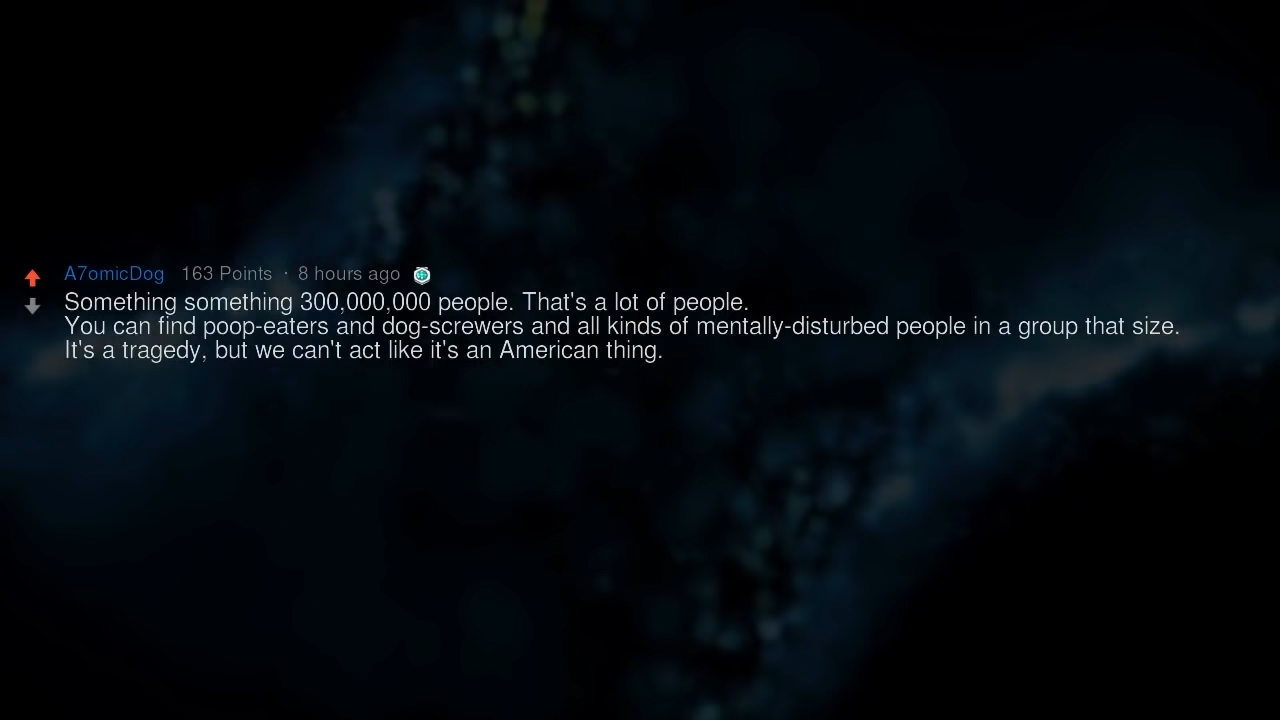 A7omicDog 163 Points · 8 hours ago
Something something 300,000,000 people. That's a lot of people.
You can find poop-eaters and dog-screwers and all kinds of mentally-disturbed people in a group that size.
It's a tragedy, but we can't act like it's an American thing.